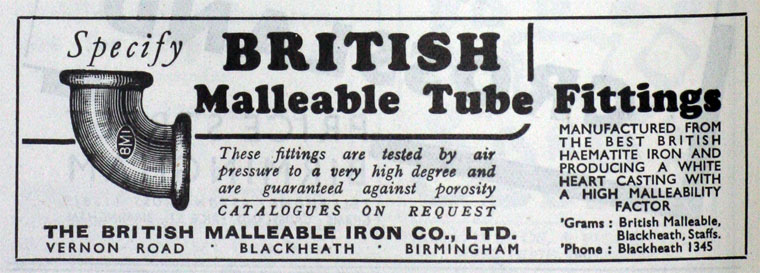 Specify BRITISH
Malleable Tube Fittings
BMI
These fittings are tested by air
pressure to a very high degree and
are guaranteed against porosity
CATALOGUES ON REQUEST
MANUFACTURED FROM
THE BEST BRITISH
HAEMATITE IRON AND
PRODUCING A WHITE
HEART CASTING WITH
A HIGH MALLEABILITY
FACTOR
'Grams : British Malleable,
Blackheath, Staffs.
'Phone : Blackheath 1345
THE BRITISH MALLEABLE IRON CO., LTD.
VERNON ROAD · BLACKHEATH · BIRMINGHAM